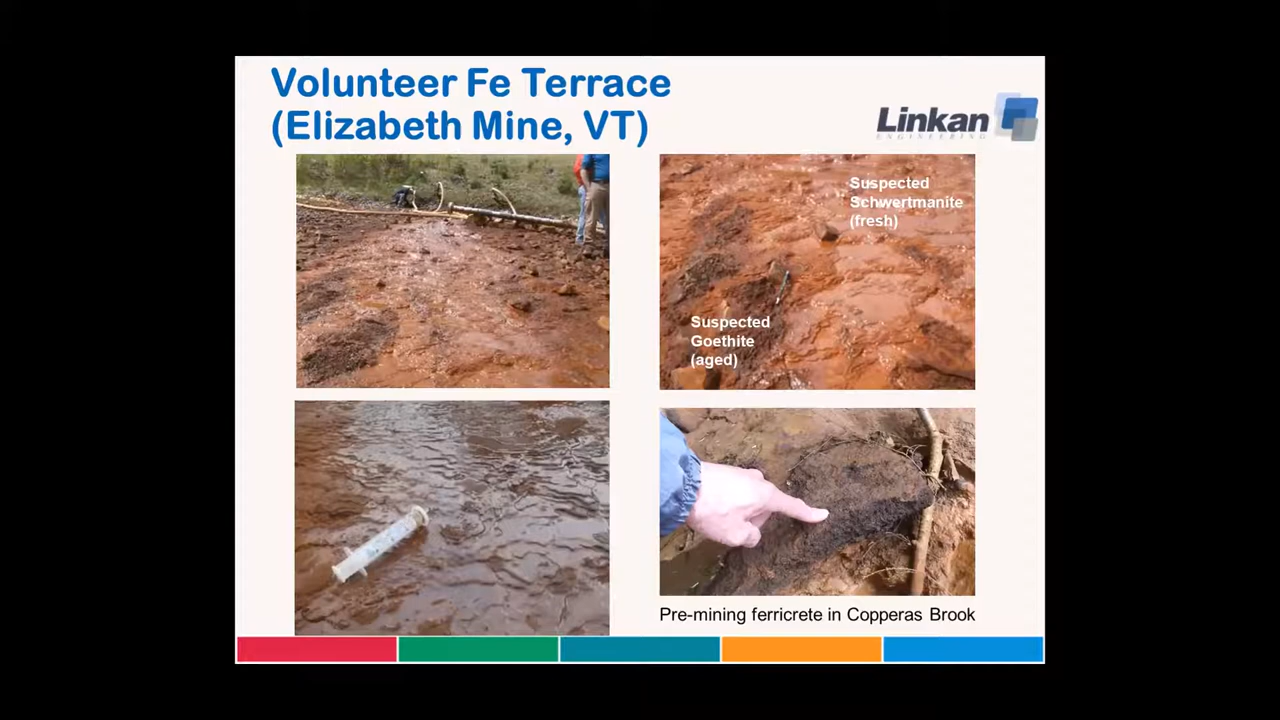 Volunteer Fe Terrace
(Elizabeth Mine, VT)
Linkan
ENGINEERING
Suspected
Schwertmanite
(fresh)
Suspected
Goethite
(aged)
Pre-mining ferricrete in Copperas Brook